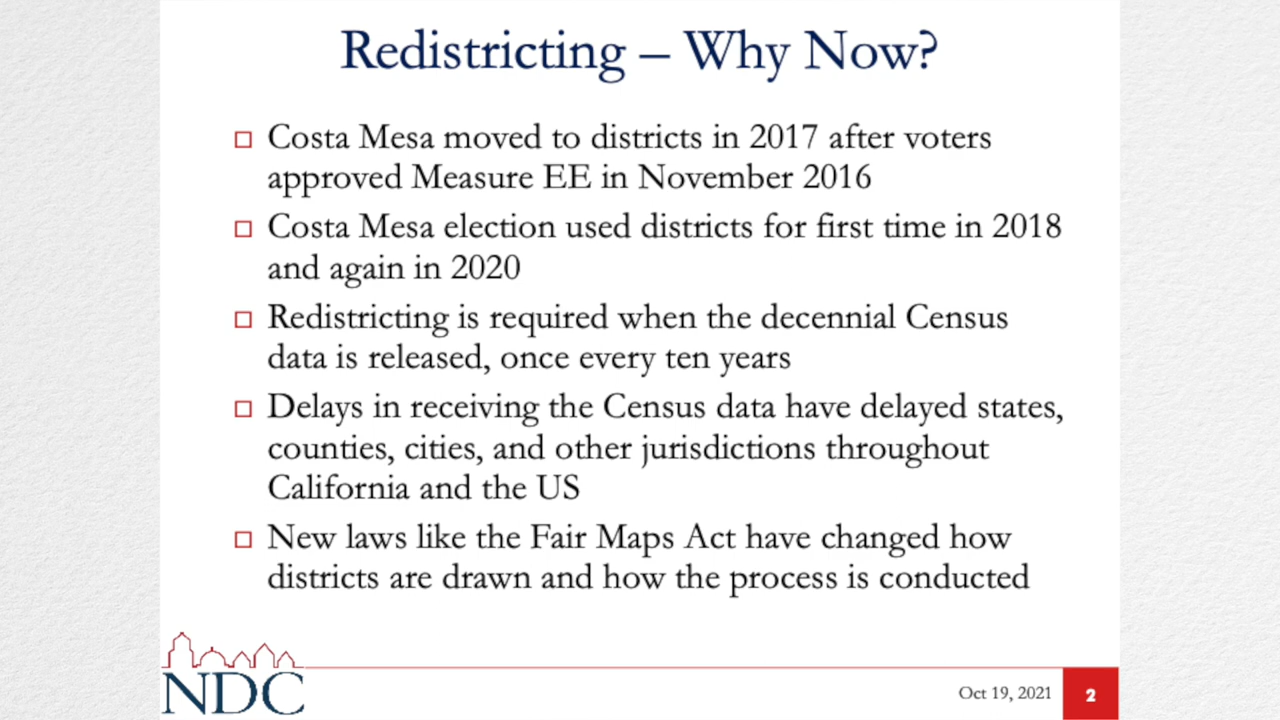 Redistricting – Why Now?
Costa Mesa moved to districts in 2017 after voters
approved Measure EE in November 2016
Costa Mesa election used districts for first time in 2018
and again in 2020
Redistricting is required when the decennial Census
data is released, once every ten years
Delays in receiving the Census data have delayed states,
counties, cities, and other jurisdictions throughout
California and the US
New laws like the Fair Maps Act have changed how
districts are drawn and how the process is conducted
NDC
Oct 19, 2021
2